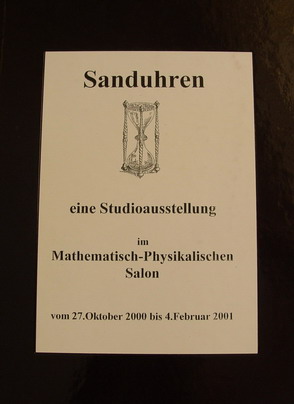 Sanduhren
eine Studioausstellung
im
Mathematisch-Physikalischen
Salon
vom 27.Oktober 2000 bis 4.Februar 2001